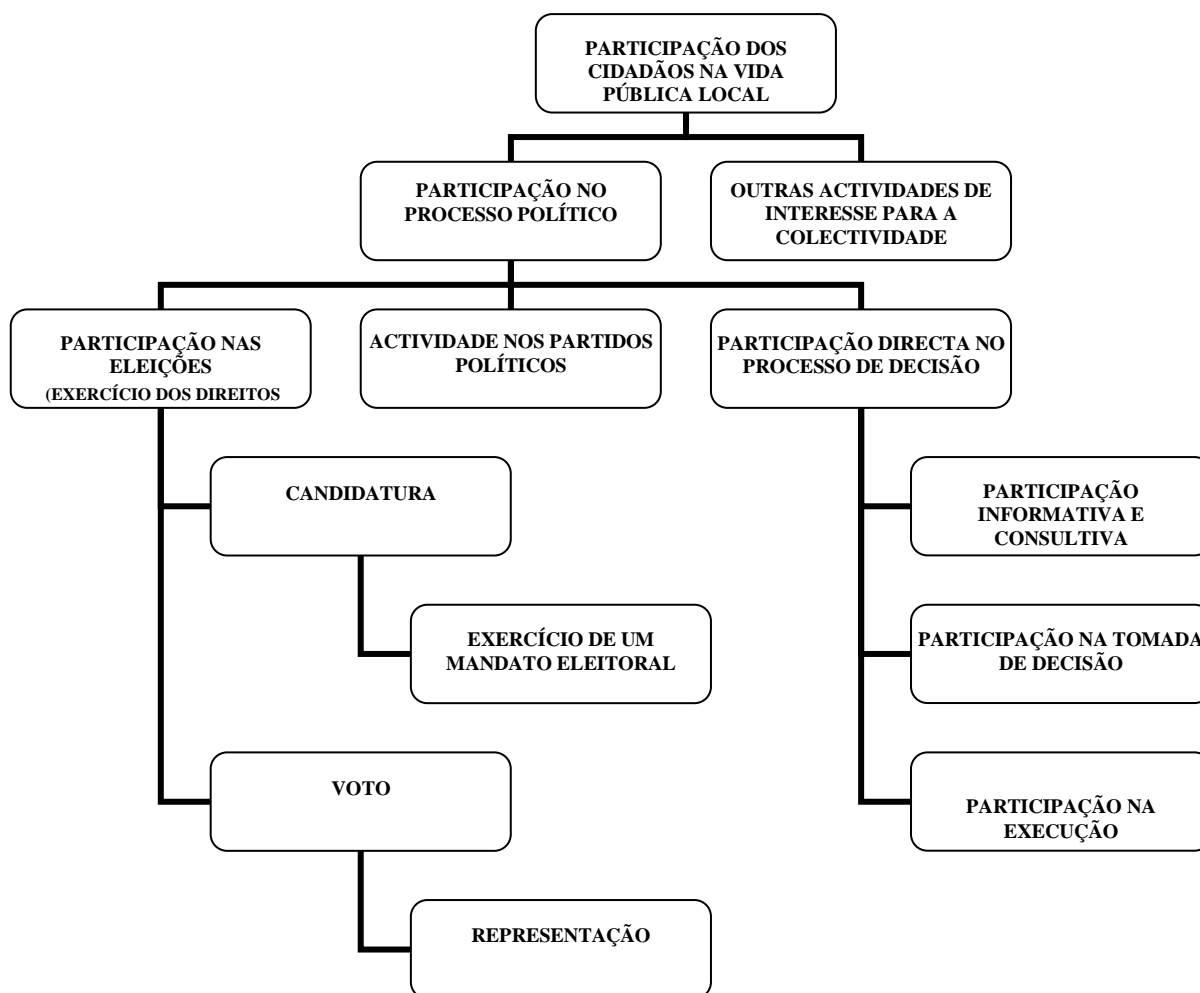 PARTICIPAÇÃO DOS
CIDADÃOS NA VIDA
PÚBLICA LOCAL
PARTICIPAÇÃO NO
PROCESSO POLÍTICO
OUTRAS ACTIVIDADES DE
INTERESSE PARA A
COLECTIVIDADE
PARTICIPAÇÃO NAS
ELEIÇÕES
(EXERCÍCIO DOS DIREITOS
ACTIVIDADE NOS PARTIDOS
POLÍTICOS
PARTICIPAÇÃO DIRECTA NO
PROCESSO DE DECISÃO
CANDIDATURA
EXERCÍCIO DE UM
MANDATO ELEITORAL
VOTO
REPRESENTAÇÃO
PARTICIPAÇÃO
INFORMATIVA E
CONSULTIVA
PARTICIPAÇÃO NA TOMADA
DE DECISÃO
PARTICIPAÇÃO NA
EXECUÇÃO